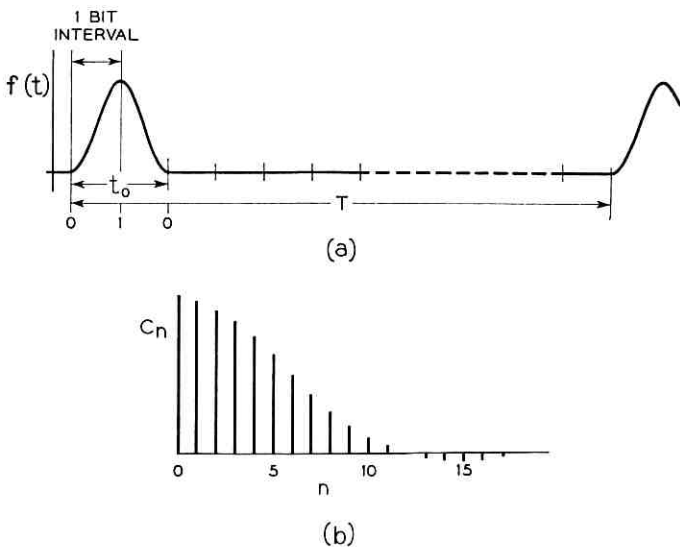 1 BIT
INTERVAL
f(t)
t₀
T
0 1 0
(a)
Cn
0 5 10 15
n
(b)